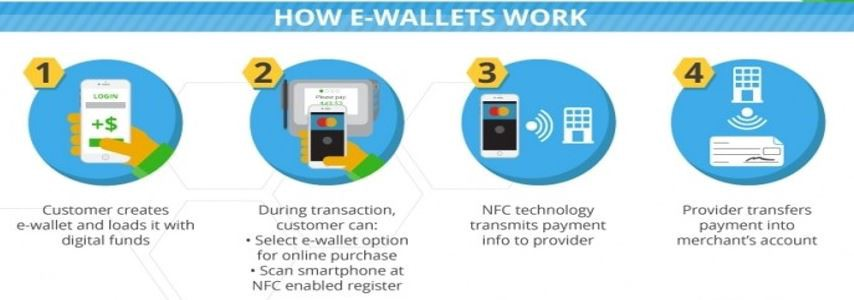 HOW E-WALLETS WORK
1
2
3
4
LOGIN
+$
Please pay:
Customer creates
e-wallet and loads it with
digital funds
During transaction,
customer can:
• Select e-wallet option
for online purchase
• Scan smartphone at
NFC enabled register
NFC technology
transmits payment
info to provider
Provider transfers
payment into
merchant's account